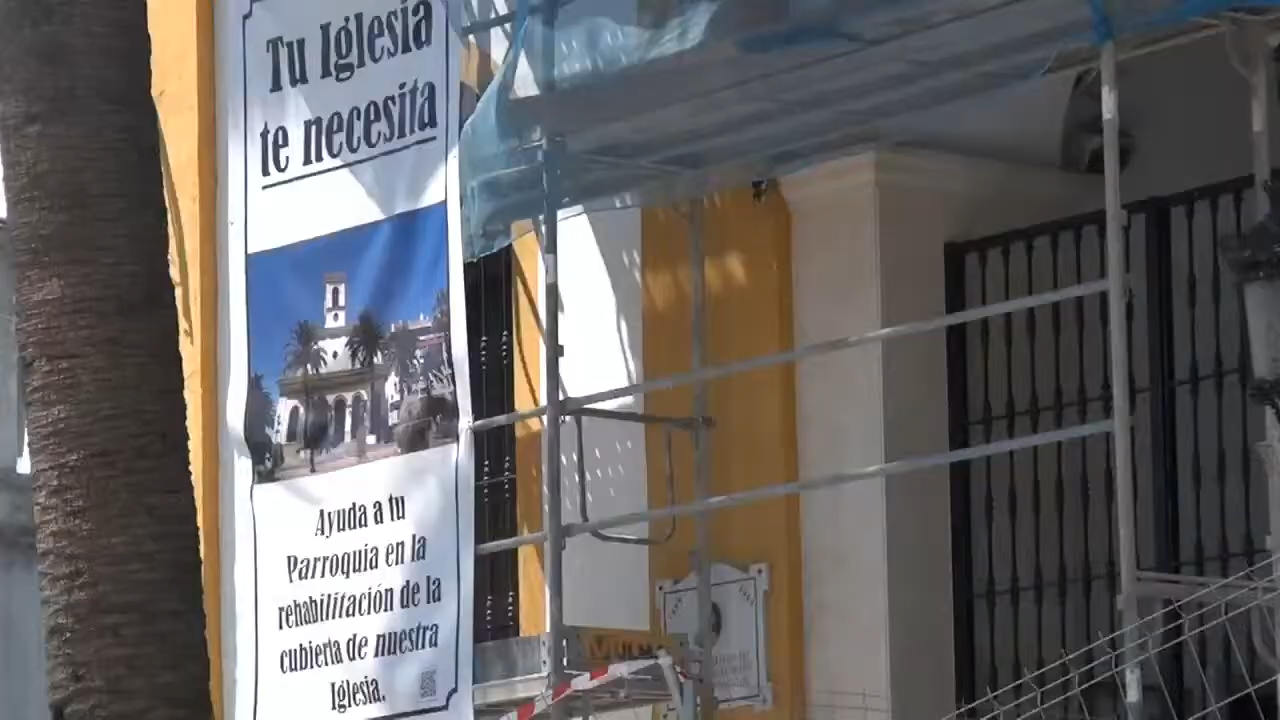 Tu Iglesia
te necesita
Ayuda a tu
Parroquia en la
rehabilitación de la
cubierta de nuestra
Iglesia.